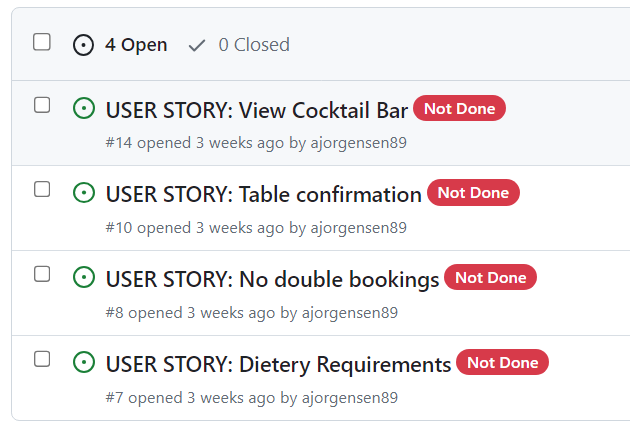 4 Open 0 Closed
USER STORY: View Cocktail Bar Not Done
#14 opened 3 weeks ago by ajorgensen89
USER STORY: Table confirmation Not Done
#10 opened 3 weeks ago by ajorgensen89
USER STORY: No double bookings Not Done
#8 opened 3 weeks ago by ajorgensen89
USER STORY: Dietery Requirements Not Done
#7 opened 3 weeks ago by ajorgensen89